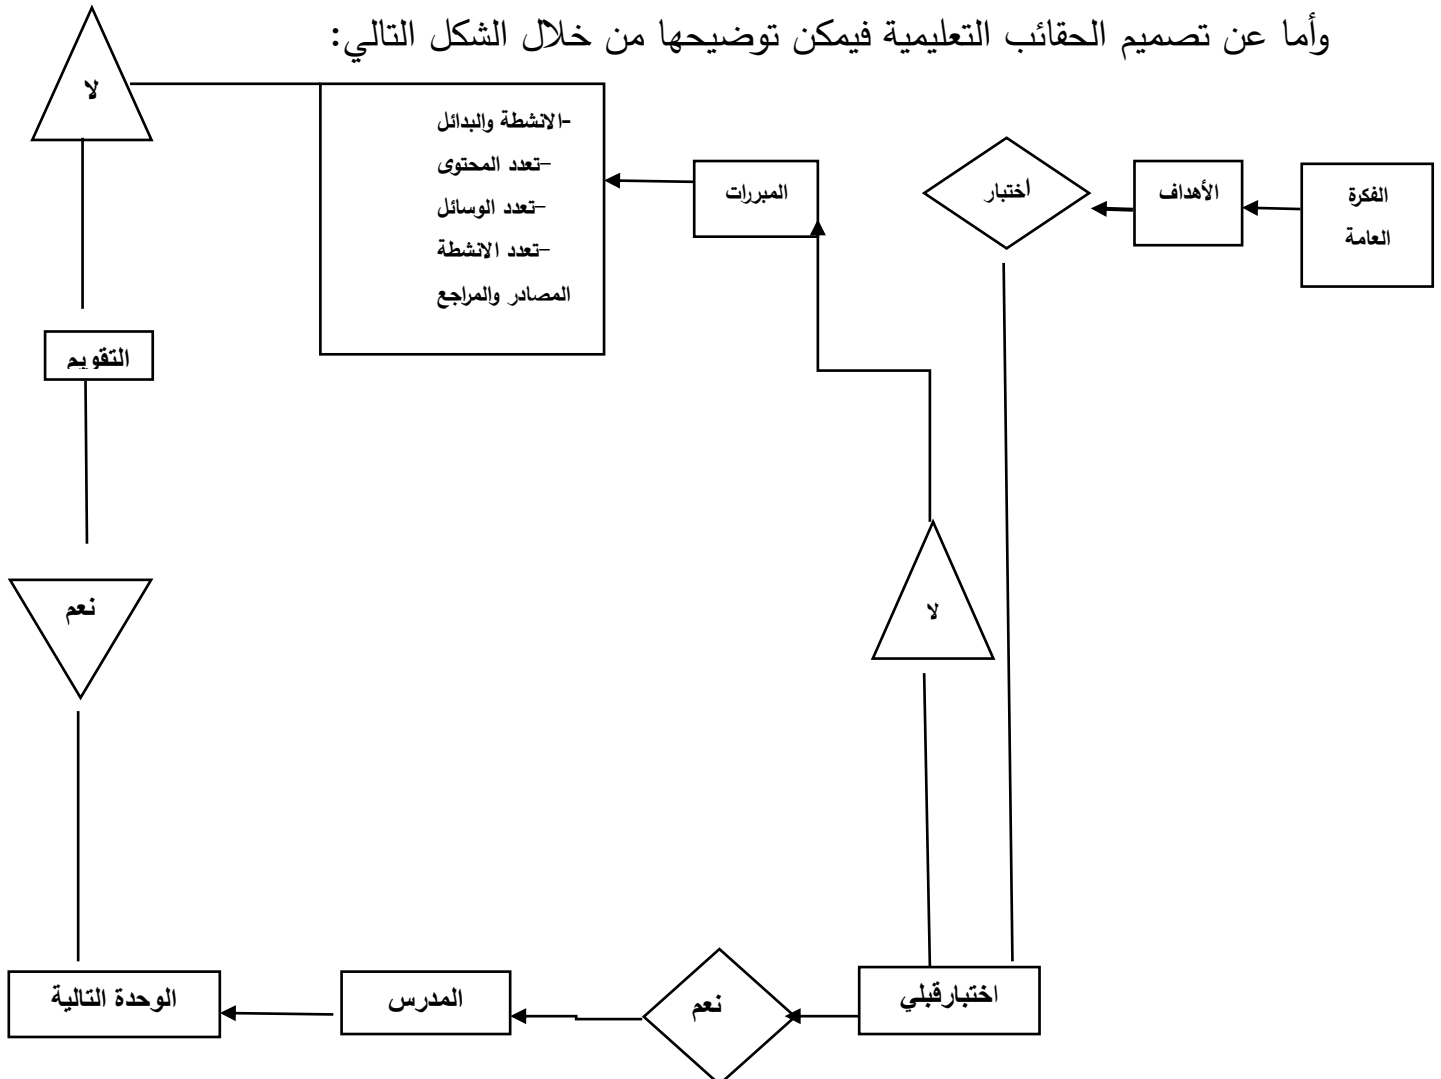 وأما عن تصميم الحقائب التعليمية فيمكن توضيحها من خلال الشكل التالي:
الفكرة
العامة
الأهداف
أختبار
المبررات
-الانشطة والبدائل
–تعدد المحتوى
–تعدد الوسائل
–تعدد الانشطة
المصادر والمراجع
لا
التقويم
نعم
لا
اختبارقبلي
نعم
المدرس
الوحدة التالية